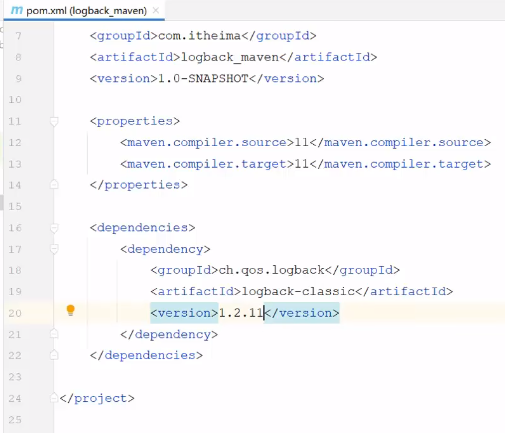 pom.xml (logback_maven)
7 <groupId>com.itheima</groupId>
8 <artifactId>logback_maven</artifactId>
9 <version>1.0-SNAPSHOT</version>
10
11 <properties>
12 <maven.compiler.source>11</maven.compiler.source>
13 <maven.compiler.target>11</maven.compiler.target>
14 </properties>
15
16 <dependencies>
17 <dependency>
18 <groupId>ch.qos.logback</groupId>
19 <artifactId>logback-classic</artifactId>
20 <version>1.2.11</version>
21 </dependency>
22 </dependencies>
23
24 </project>
25